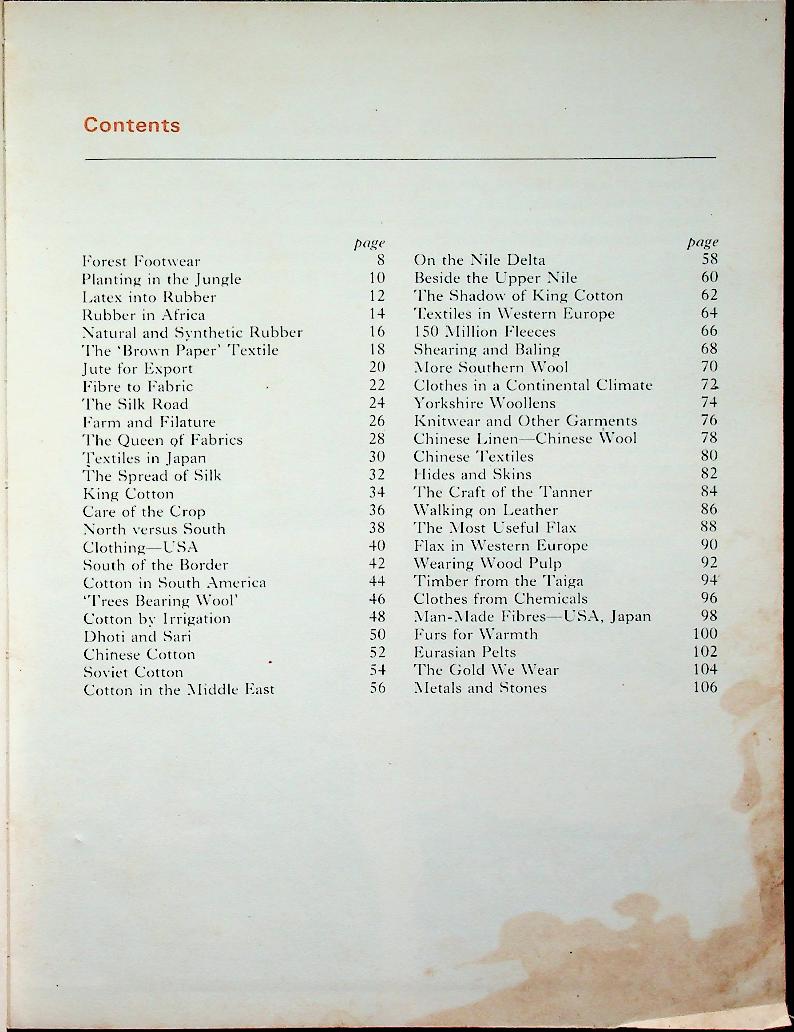 Contents
page
Forest Footwear 8
Planting in the Jungle 10
Latex into Rubber 12
Rubber in Africa 14
Natural and Synthetic Rubber 16
The 'Brown Paper' Textile 18
Jute for Export 20
Fibre to Fabric 22
The Silk Road 24
Farm and Filature 26
The Queen of Fabrics 28
Textiles in Japan 30
The Spread of Silk 32
King Cotton 34
Care of the Crop 36
North versus South 38
Clothing—USA 40
South of the Border 42
Cotton in South America 44
'Trees Bearing Wool' 46
Cotton by Irrigation 48
Dhoti and Sari 50
Chinese Cotton 52
Soviet Cotton 54
Cotton in the Middle East 56
page
On the Nile Delta 58
Beside the Upper Nile 60
The Shadow of King Cotton 62
Textiles in Western Europe 64
150 Million Fleeces 66
Shearing and Baling 68
More Southern Wool 70
Clothes in a Continental Climate 72
Yorkshire Woollens 74
Knitwear and Other Garments 76
Chinese Linen—Chinese Wool 78
Chinese Textiles 80
Hides and Skins 82
The Craft of the Tanner 84
Walking on Leather 86
The Most Useful Flax 88
Flax in Western Europe 90
Wearing Wood Pulp 92
Timber from the Taiga 94
Clothes from Chemicals 96
Man-Made Fibres—USA, Japan 98
Furs for Warmth 100
Eurasian Pelts 102
The Gold We Wear 104
Metals and Stones 106